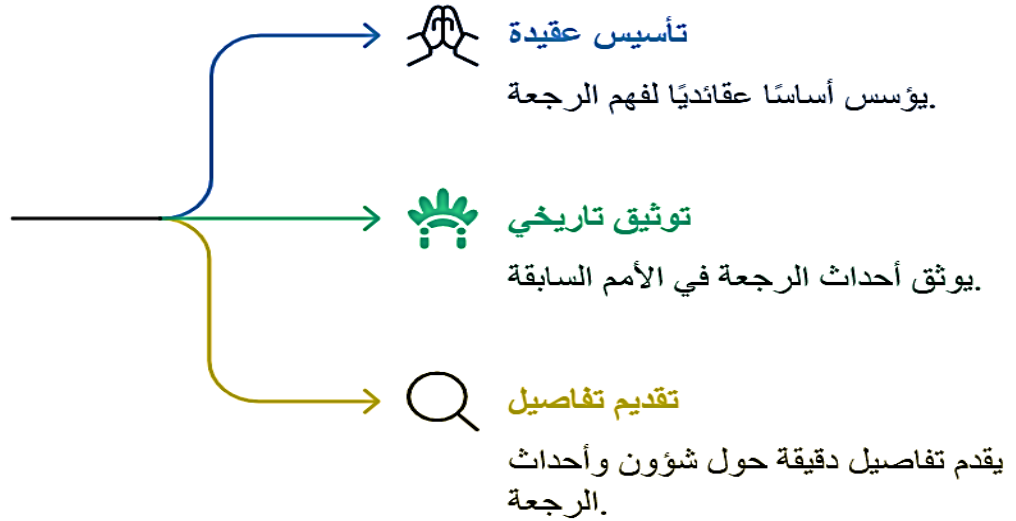 تأسيس عقيدة
يؤسس أساسًا عقائديًا لفهم الرجعة.
توثيق تاريخي
يوثق أحداث الرجعة في الأمم السابقة.
تقديم تفاصيل
يقدم تفاصيل دقيقة حول شؤون وأحداث
الرجعة.